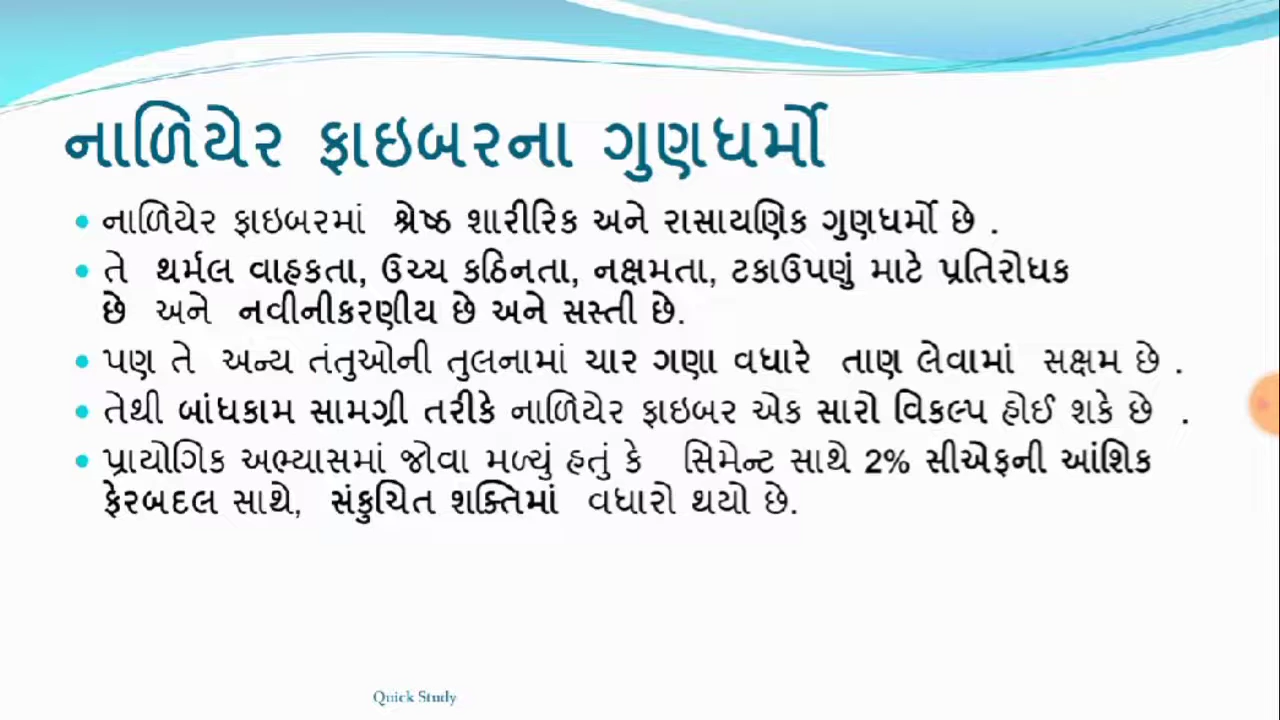 નાળિયેર ફાઇબરના ગુણધર્મો
• નાળિયેર ફાઇબરમાં શ્રેષ્ઠ શારીરિક અને રાસાયણિક ગુણધર્મો છે .
• તે થર્મલ વાહકતા, ઉચ્ચ કઠિનતા, નક્ષમતા, ટકાઉપણું માટે પ્રતિરોધક
છે અને નવીનીકરણીય છે અને સસ્તી છે.
• પણ તે અન્ય તંતુઓની તુલનામાં ચાર ગણા વધારે તાણ લેવામાં સક્ષમ છે .
• તેથી બાંધકામ સામગ્રી તરીકે નાળિયેર ફાઇબર એક સારો વિકલ્પ હોઈ શકે છે .
• પ્રાયોગિક અભ્યાસમાં જોવા મળ્યું હતું કે સિમેન્ટ સાથે 2% સીએફની આંશિક
ફેરબદલ સાથે, સંકુચિત શક્તિમાં વધારો થયો છે.
Quick Study